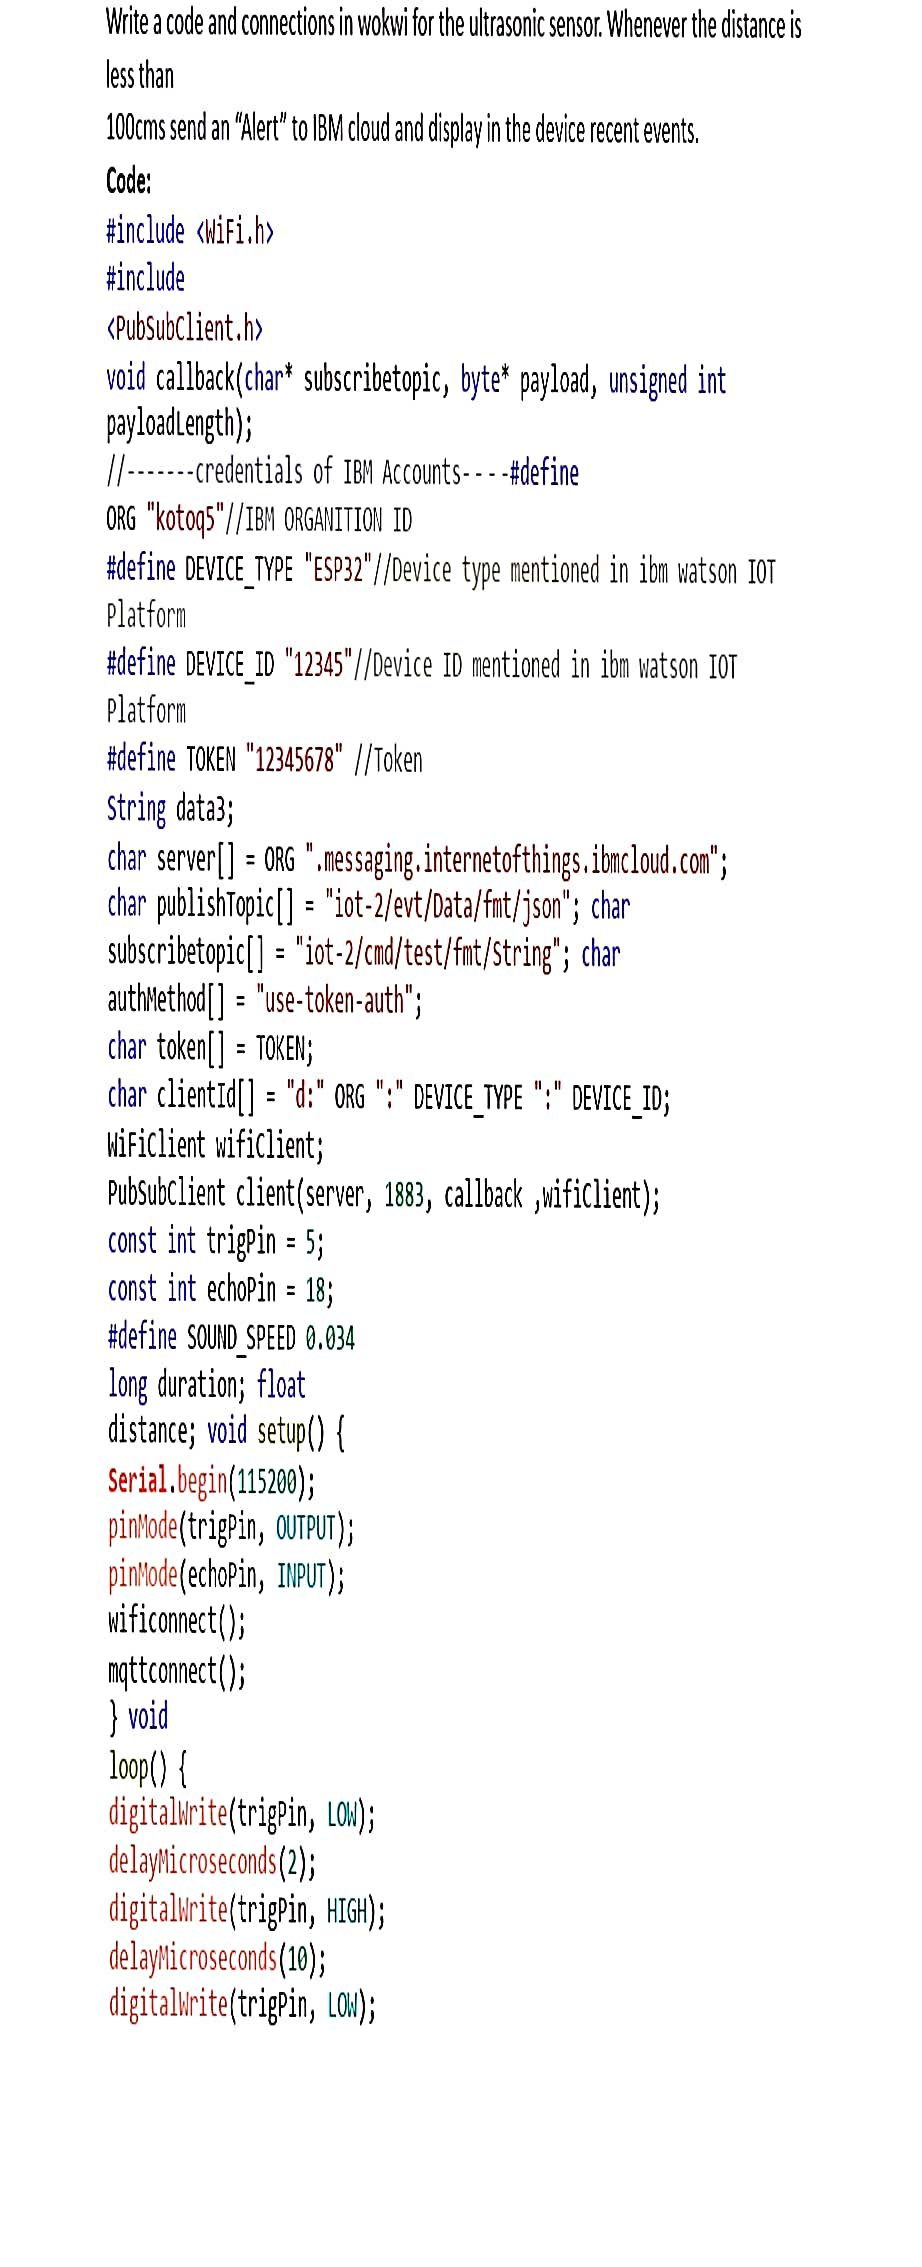 Write a code and connections in wokwi for the ultrasonic sensor. Whenever the distance is
less than
100cms send an “Alert” to IBM cloud and display in the device recent events.
Code:
#include <WiFi.h>
#include
<PubSubClient.h>
void callback(char* subscribetopic, byte* payload, unsigned int
payloadLength);
//-------credentials of IBM Accounts----#define
ORG "kotoq5"//IBM ORGANITION ID
#define DEVICE_TYPE "ESP32"//Device type mentioned in ibm watson IOT
Platform
#define DEVICE_ID "12345"//Device ID mentioned in ibm watson IOT
Platform
#define TOKEN "12345678" //Token
String data3;
char server[] = ORG ".messaging.internetofthings.ibmcloud.com";
char publishTopic[] = "iot-2/evt/Data/fmt/json"; char
subscribetopic[] = "iot-2/cmd/test/fmt/String"; char
authMethod[] = "use-token-auth";
char token[] = TOKEN;
char clientId[] = "d:" ORG ":" DEVICE_TYPE ":" DEVICE_ID;
WiFiClient wifiClient;
PubSubClient client(server, 1883, callback ,wifiClient);
const int trigPin = 5;
const int echoPin = 18;
#define SOUND_SPEED 0.034
long duration; float
distance; void setup() {
Serial.begin(115200);
pinMode(trigPin, OUTPUT);
pinMode(echoPin, INPUT);
wificonnect();
mqttconnect();
} void
loop() {
digitalWrite(trigPin, LOW);
delayMicroseconds(2);
digitalWrite(trigPin, HIGH);
delayMicroseconds(10);
digitalWrite(trigPin, LOW);